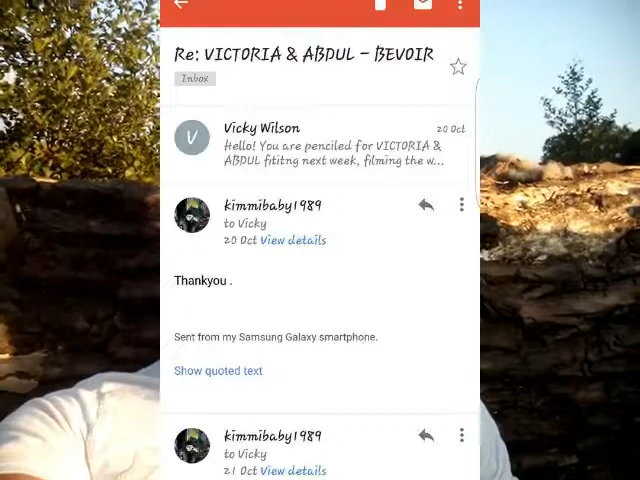 Re: VICTORIA & ABDUL - BEVOIR
Inbox
V
Vicky Wilson
20 Oct
Hello! You are penciled for VICTORIA &
ABDUL fititng next week, filming the w...
kimmibaby1989
to Vicky
20 Oct View details
Thankyou .
Sent from my Samsung Galaxy smartphone.
Show quoted text
kimmibaby1989
to Vicky
21 Oct View details